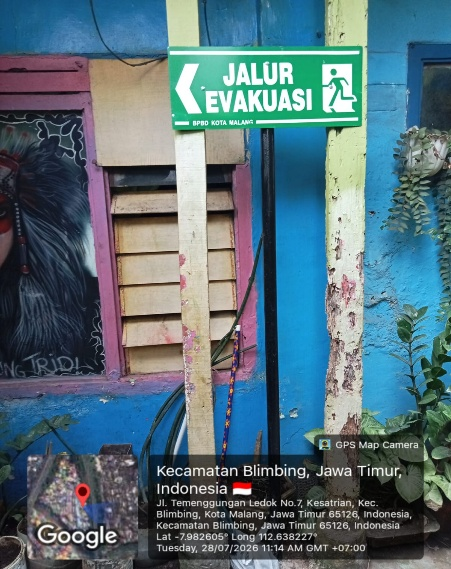 JALUR
EVAKUASI
BPBD KOTA MALANG
NG TRIDI
GPS Map Camera
Kecamatan Blimbing, Jawa Timur,
Indonesia 🇮🇩
Jl. Temenggungan Ledok No.7, Kesatrian, Kec.
Blimbing, Kota Malang, Jawa Timur 65126, Indonesia,
Kecamatan Blimbing, Jawa Timur 65126, Indonesia
Lat -7.982605° Long 112.638227°
Tuesday, 28/07/2026 11:14 AM GMT +07:00
Google